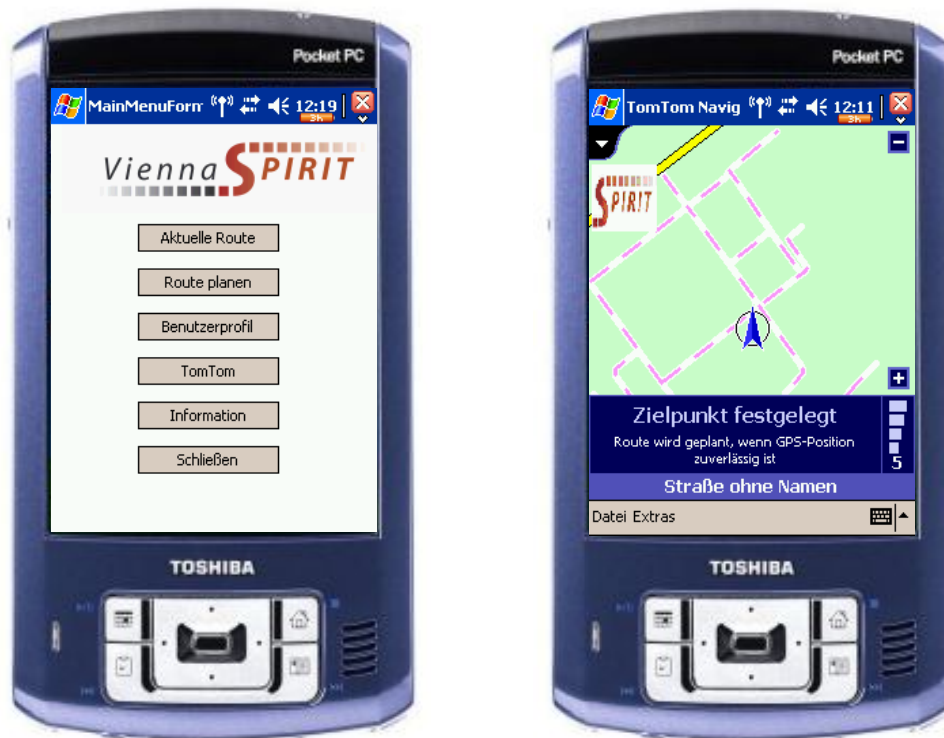 Pocket PC
MainMenuForm
12:19
3h
Vienna SPIRIT
Aktuelle Route
Route planen
Benutzerprofil
TomTom
Information
Schließen
TOSHIBA
Pocket PC
TomTom Navig
12:11
3h
SPIRIT
Zielpunkt festgelegt
Route wird geplant, wenn GPS-Position
zuverlässig ist
5
Straße ohne Namen
Datei Extras
TOSHIBA